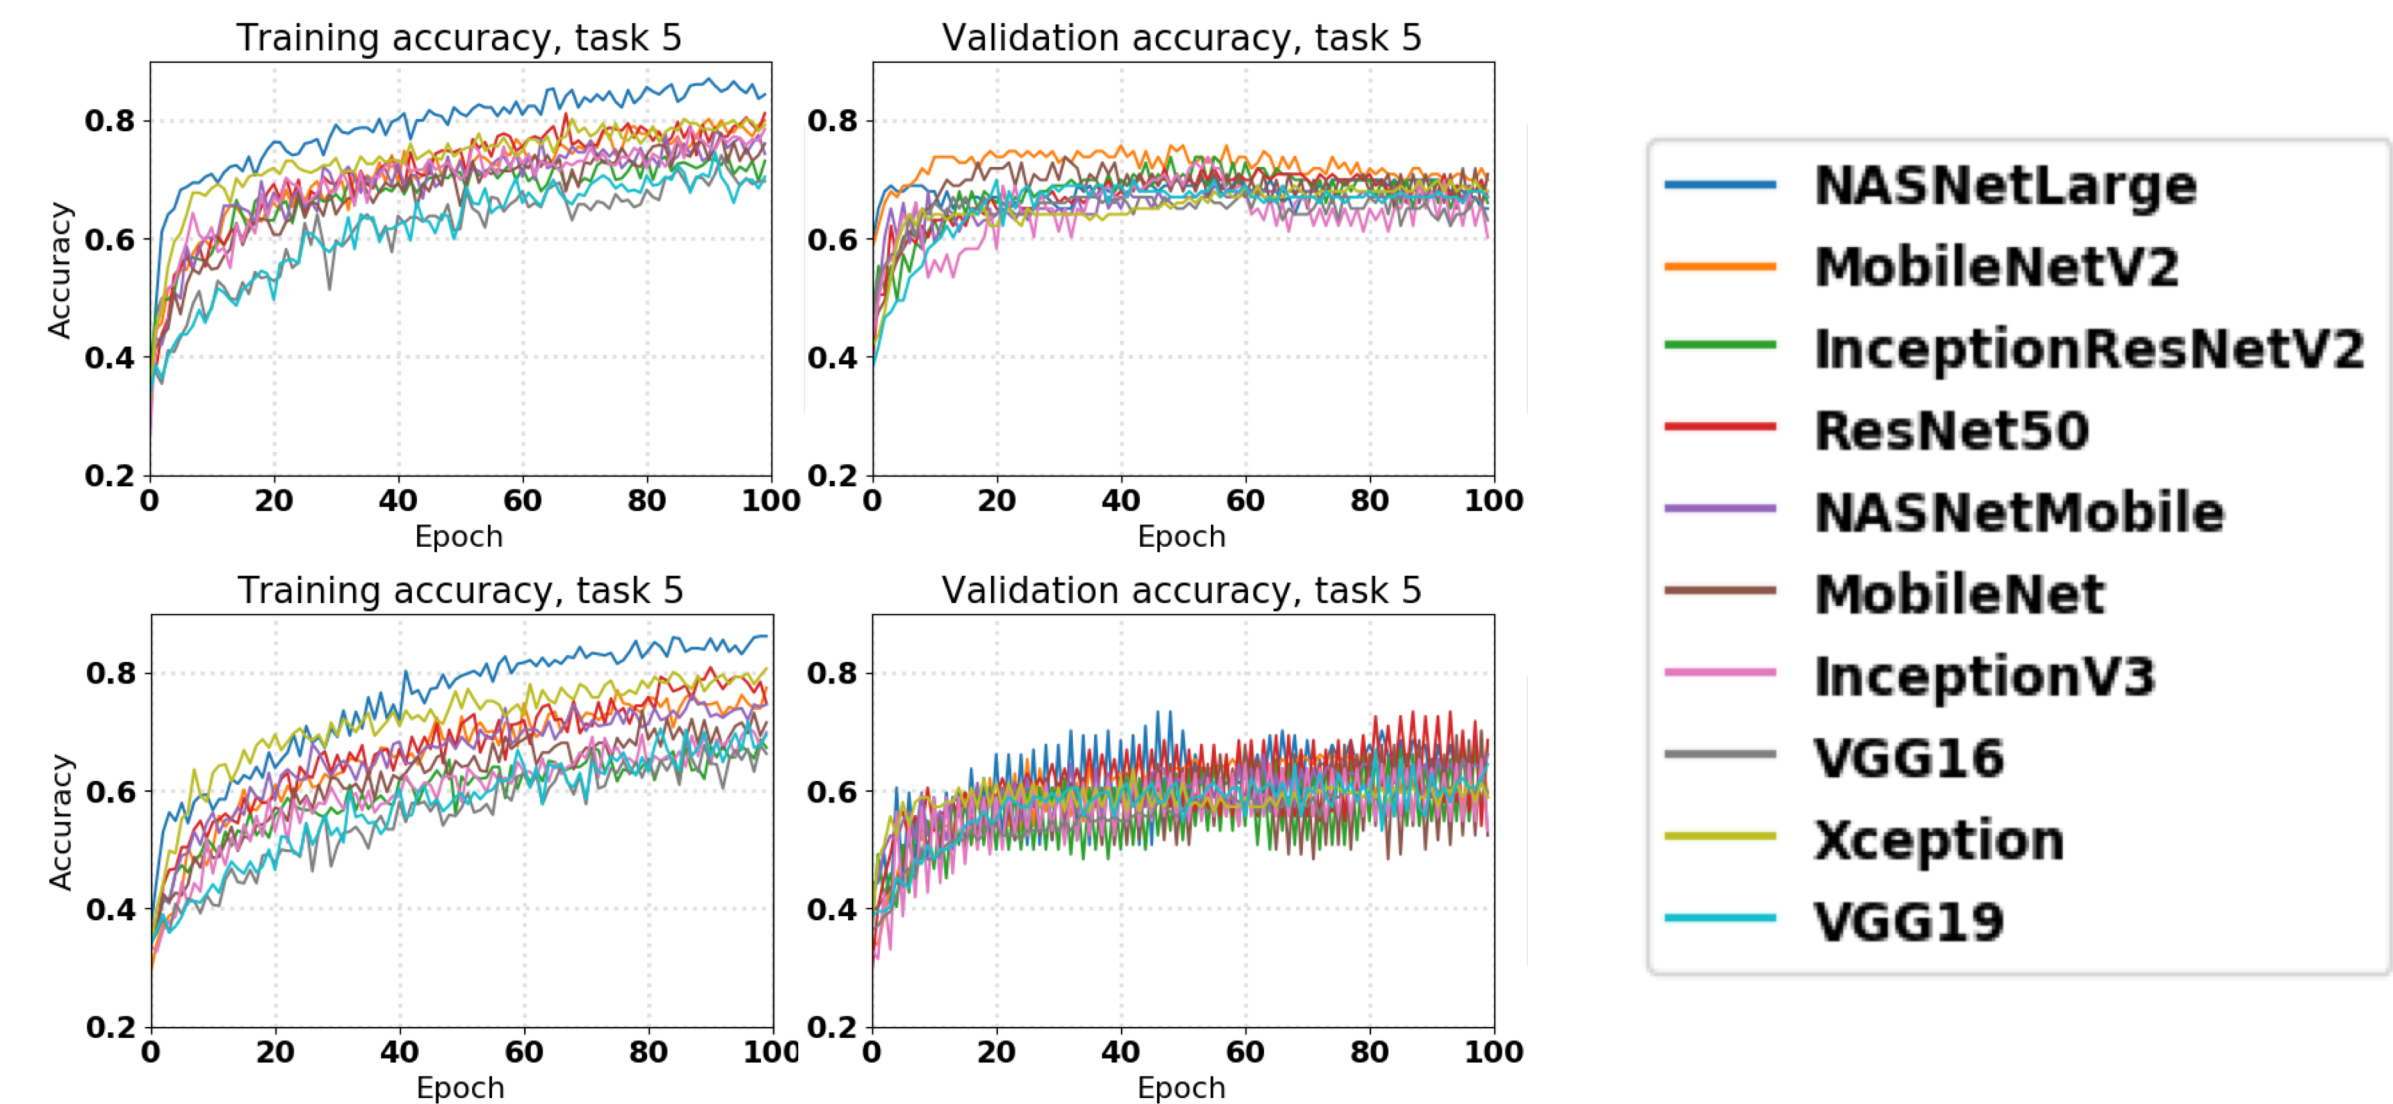 Training accuracy, task 5
Validation accuracy, task 5
Accuracy
0.8
0.6
0.4
0.2
0 20 40 60 80 100
Epoch
0.8
0.6
0.4
0.2
0 20 40 60 80 100
Epoch
Training accuracy, task 5
Validation accuracy, task 5
Accuracy
0.8
0.6
0.4
0.2
0 20 40 60 80 100
Epoch
0.8
0.6
0.4
0.2
0 20 40 60 80 100
Epoch
NASNetLarge
MobileNetV2
InceptionResNetV2
ResNet50
NASNetMobile
MobileNet
InceptionV3
VGG16
Xception
VGG19